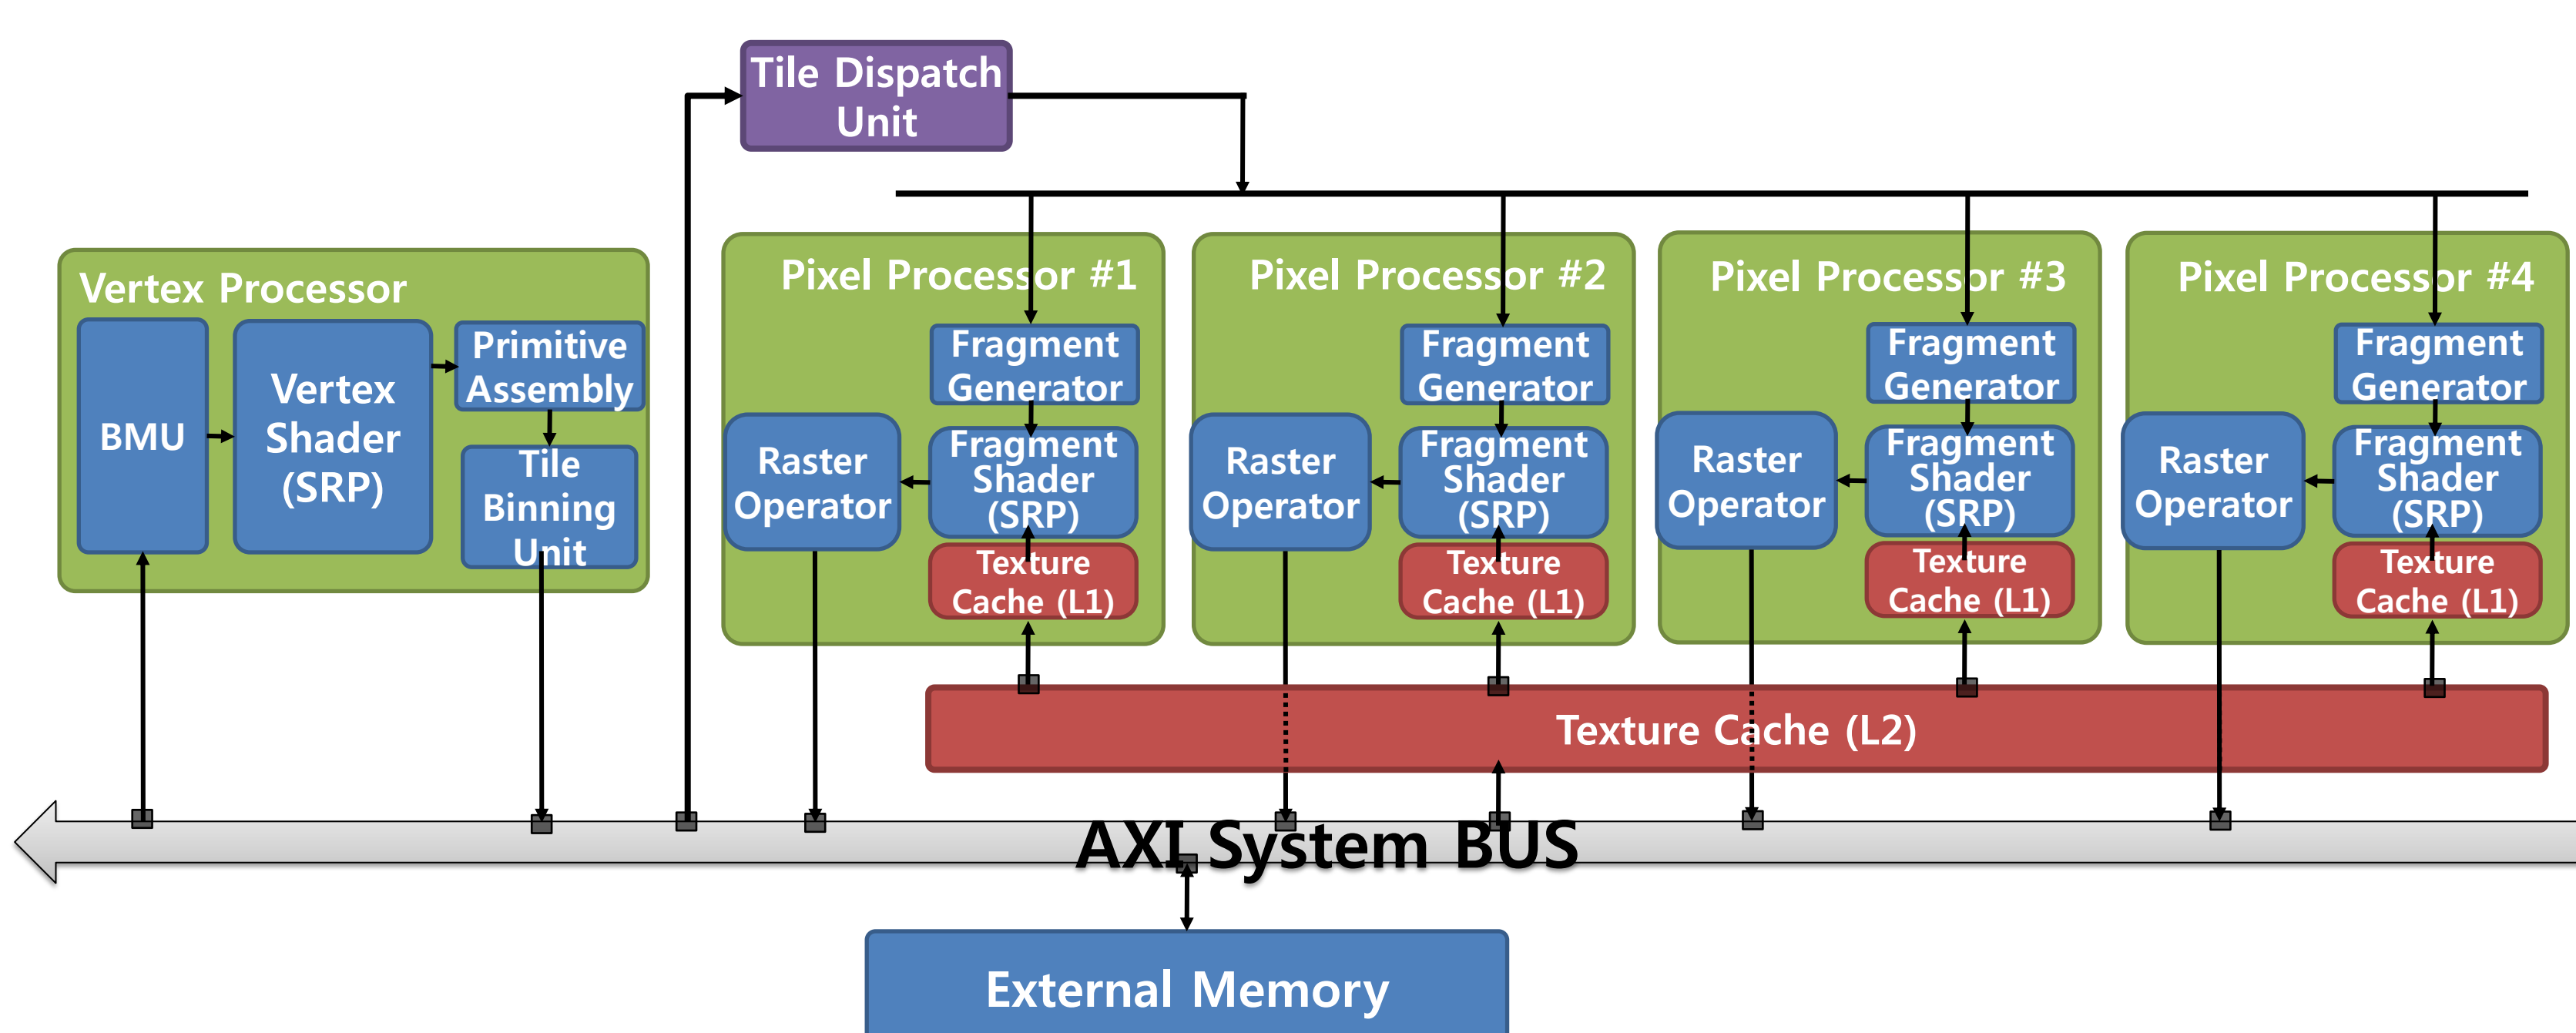 Tile Dispatch
Unit
Vertex Processor
BMU
Vertex
Shader
(SRP)
Primitive
Assembly
Tile
Binning
Unit
Pixel Processor #1
Fragment
Generator
Raster
Operator
Fragment
Shader
(SRP)
Texture
Cache (L1)
Pixel Processor #2
Fragment
Generator
Raster
Operator
Fragment
Shader
(SRP)
Texture
Cache (L1)
Pixel Processor #3
Fragment
Generator
Raster
Operator
Fragment
Shader
(SRP)
Texture
Cache (L1)
Pixel Processor #4
Fragment
Generator
Raster
Operator
Fragment
Shader
(SRP)
Texture
Cache (L1)
Texture Cache (L2)
AXI System BUS
External Memory